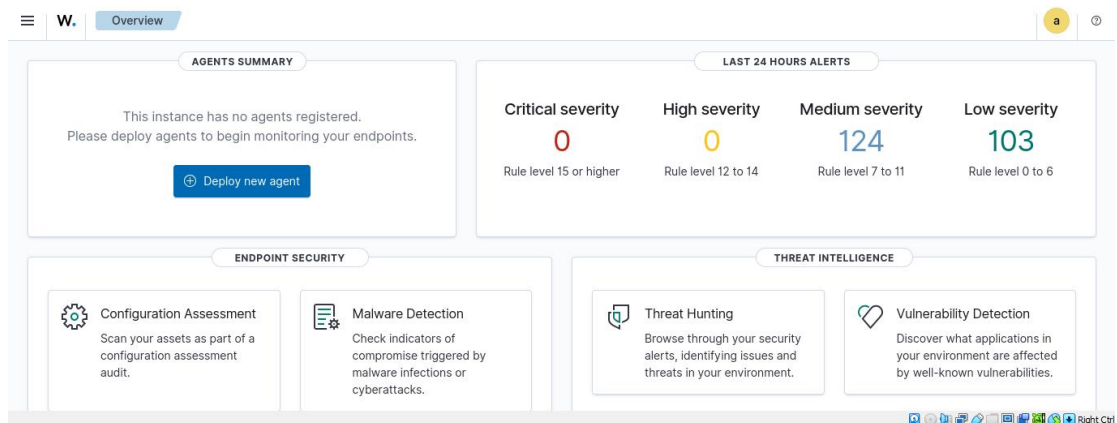 W. Overview a
AGENTS SUMMARY
This instance has no agents registered.
Please deploy agents to begin monitoring your endpoints.
Deploy new agent
LAST 24 HOURS ALERTS
Critical severity
0
Rule level 15 or higher
High severity
0
Rule level 12 to 14
Medium severity
124
Rule level 7 to 11
Low severity
103
Rule level 0 to 6
ENDPOINT SECURITY
Configuration Assessment
Scan your assets as part of a
configuration assessment
audit.
Malware Detection
Check indicators of
compromise triggered by
malware infections or
cyberattacks.
THREAT INTELLIGENCE
Threat Hunting
Browse through your security
alerts, identifying issues and
threats in your environment.
Vulnerability Detection
Discover what applications in
your environment are affected
by well-known vulnerabilities.
Right Ctrl